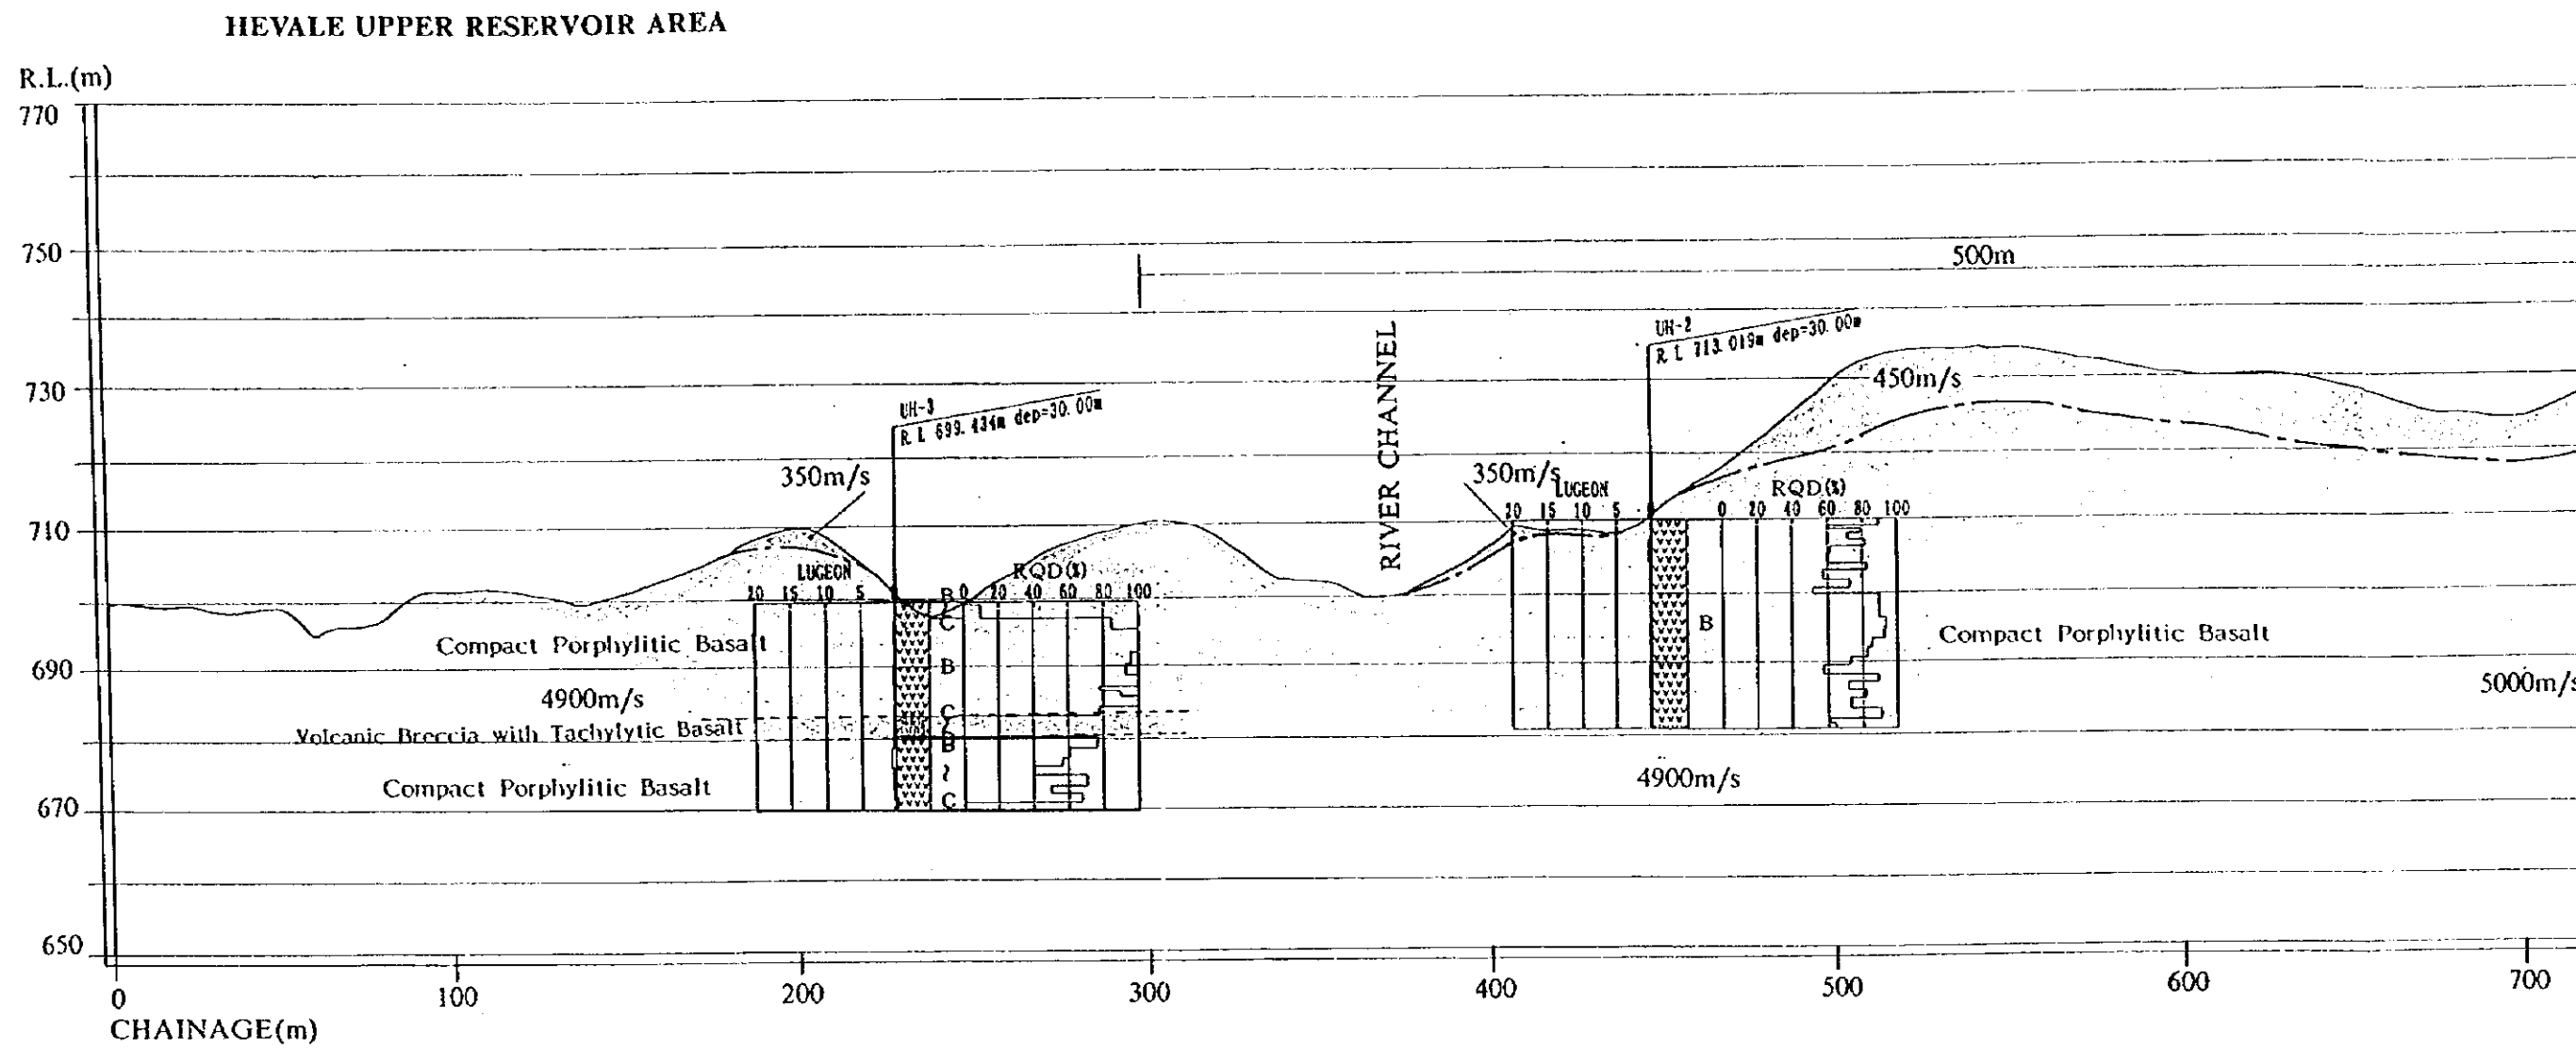 HEVALE UPPER RESERVOIR AREA
R.L.(m)
770
750
730
710
690
670
650
500m
RIVER CHANNEL
UH-2
R L 713.019m dep=30.00m
450m/s
UH-3
R L 699.434m dep=30.00m
350m/s
350m/s
LUGEON
RQD(%)
20 15 10 5
0 20 40 60 80 100
LUGEON
RQD(%)
20 15 10 5
B 0 20 40 60 80 100
C
B
C
B
≀
C
B
Compact Porphylitic Basalt
4900m/s
Volcanic Breccia with Tachylytic Basalt
Compact Porphylitic Basalt
Compact Porphylitic Basalt
5000m/s
4900m/s
0 100 200 300 400 500 600 700
CHAINAGE(m)